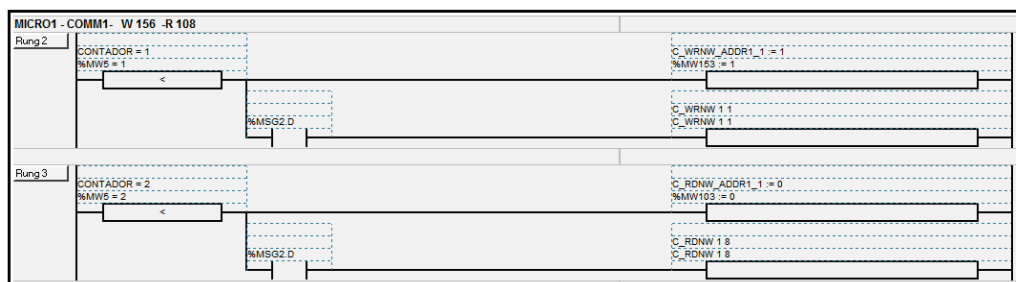 MICRO1 - COMM1- W 156 -R 108
Rung 2
CONTADOR = 1
%MW5 = 1
<
C_WRNW_ADDR1_1 := 1
%MW153 := 1
%MSG2.D
C_WRNW 1 1
C_WRNW 1 1
Rung 3
CONTADOR = 2
%MW5 = 2
<
C_RDNW_ADDR1_1 := 0
%MW103 := 0
%MSG2.D
C_RDNW 1 8
C_RDNW 1 8